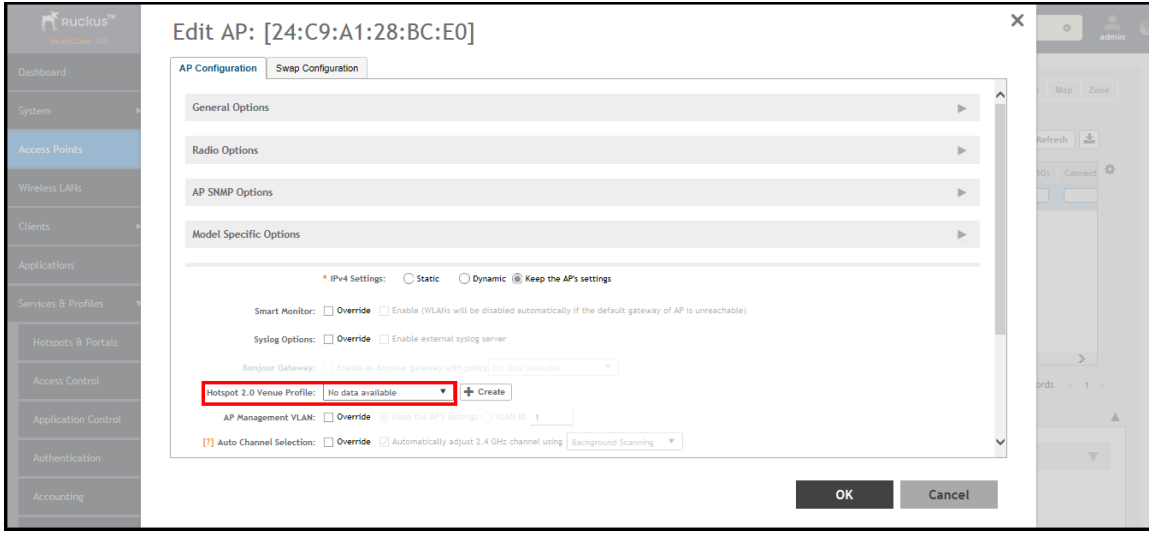 Ruckus™
SmartZone 100
admin
Edit AP: [24:C9:A1:28:BC:E0]
AP Configuration Swap Configuration
Dashboard
System
Access Points
Wireless LANs
Clients
Applications
Services & Profiles
Hotspots & Portals
Access Control
Application Control
Authentication
Accounting
General Options
Radio Options
AP SNMP Options
Model Specific Options
* IPv4 Settings: Static Dynamic Keep the AP's settings
Smart Monitor: Override Enable (WLANs will be disabled automatically if the default gateway of AP is unreachable)
Syslog Options: Override Enable external syslog server
Bonjour Gateway: Enable as Bonjour gateway with policy No data available
Hotspot 2.0 Venue Profile: No data available + Create
AP Management VLAN: Override Keep the AP's settings VLAN ID 1
[?] Auto Channel Selection: Override Automatically adjust 2.4 GHz channel using Background Scanning
OK Cancel
Map Zone
Refresh
5G) Connect
ords - 1 -